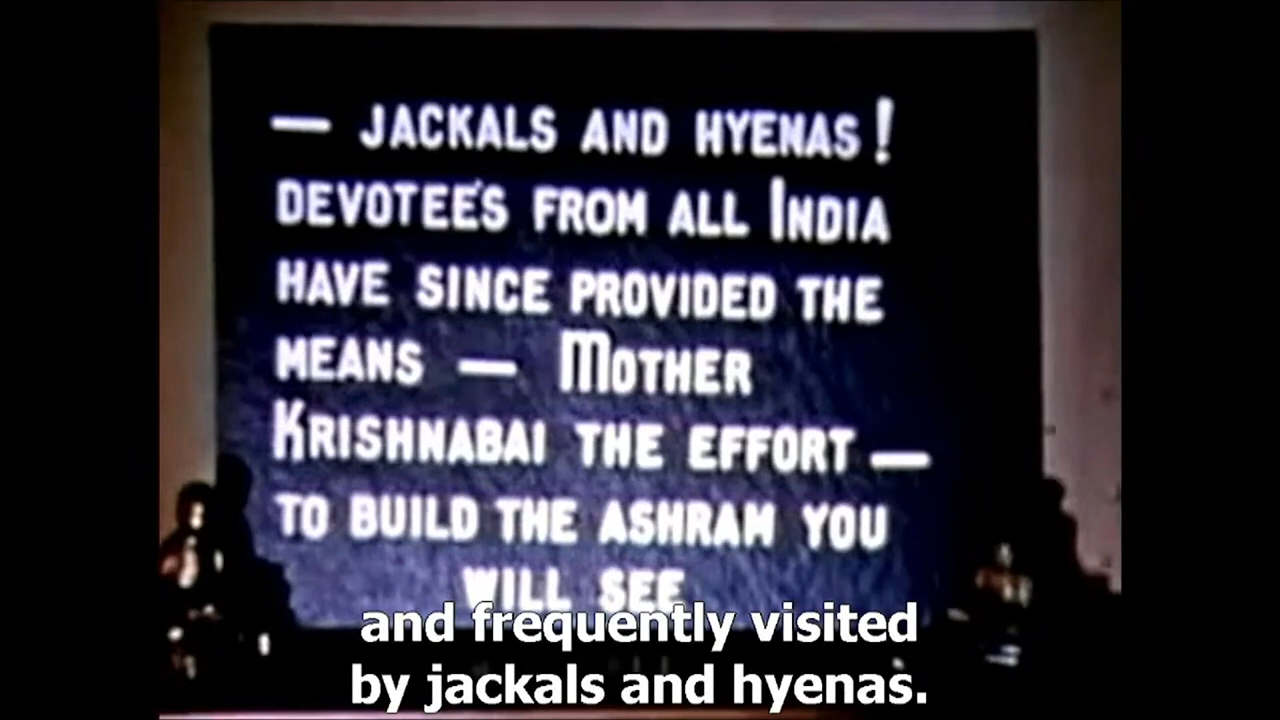 — JACKALS AND HYENAS!
DEVOTEE'S FROM ALL INDIA
HAVE SINCE PROVIDED THE
MEANS — MOTHER
KRISHNABAI THE EFFORT —
TO BUILD THE ASHRAM YOU
WILL SEE
and frequently visited
by jackals and hyenas.